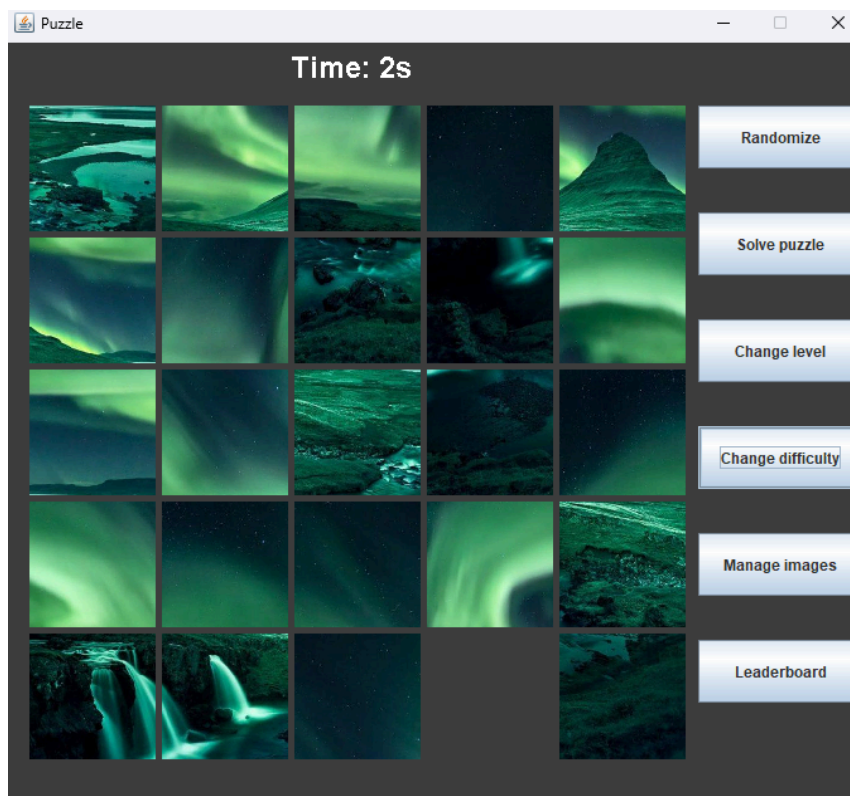 Puzzle
Time: 2s
Randomize
Solve puzzle
Change level
Change difficulty
Manage images
Leaderboard